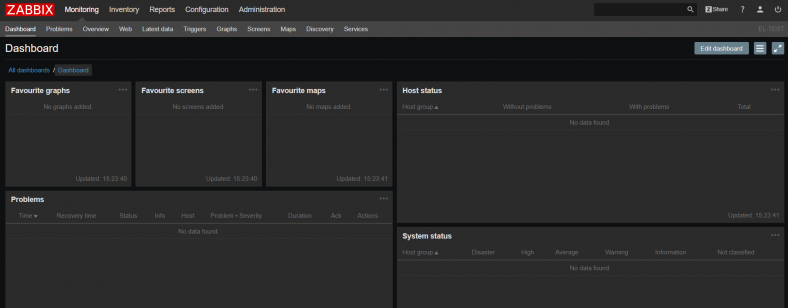 ZABBIX Monitoring Inventory Reports Configuration Administration Z Share ?
Dashboard Problems Overview Web Latest data Triggers Graphs Screens Maps Discovery Services EL-TEST
Dashboard Edit dashboard
All dashboards / Dashboard
Favourite graphs ••• Favourite screens ••• Favourite maps ••• Host status •••
No graphs added. No screens added. No maps added. Host group ▲ Without problems With problems Total
No data found.
Updated: 15:23:40 Updated: 15:23:40 Updated: 15:23:41
Problems •••
Updated: 15:23:41
Time ▼ Recovery time Status Info Host Problem • Severity Duration Ack Actions
No data found.
System status •••
Host group ▲ Disaster High Average Warning Information Not classified
No data found.